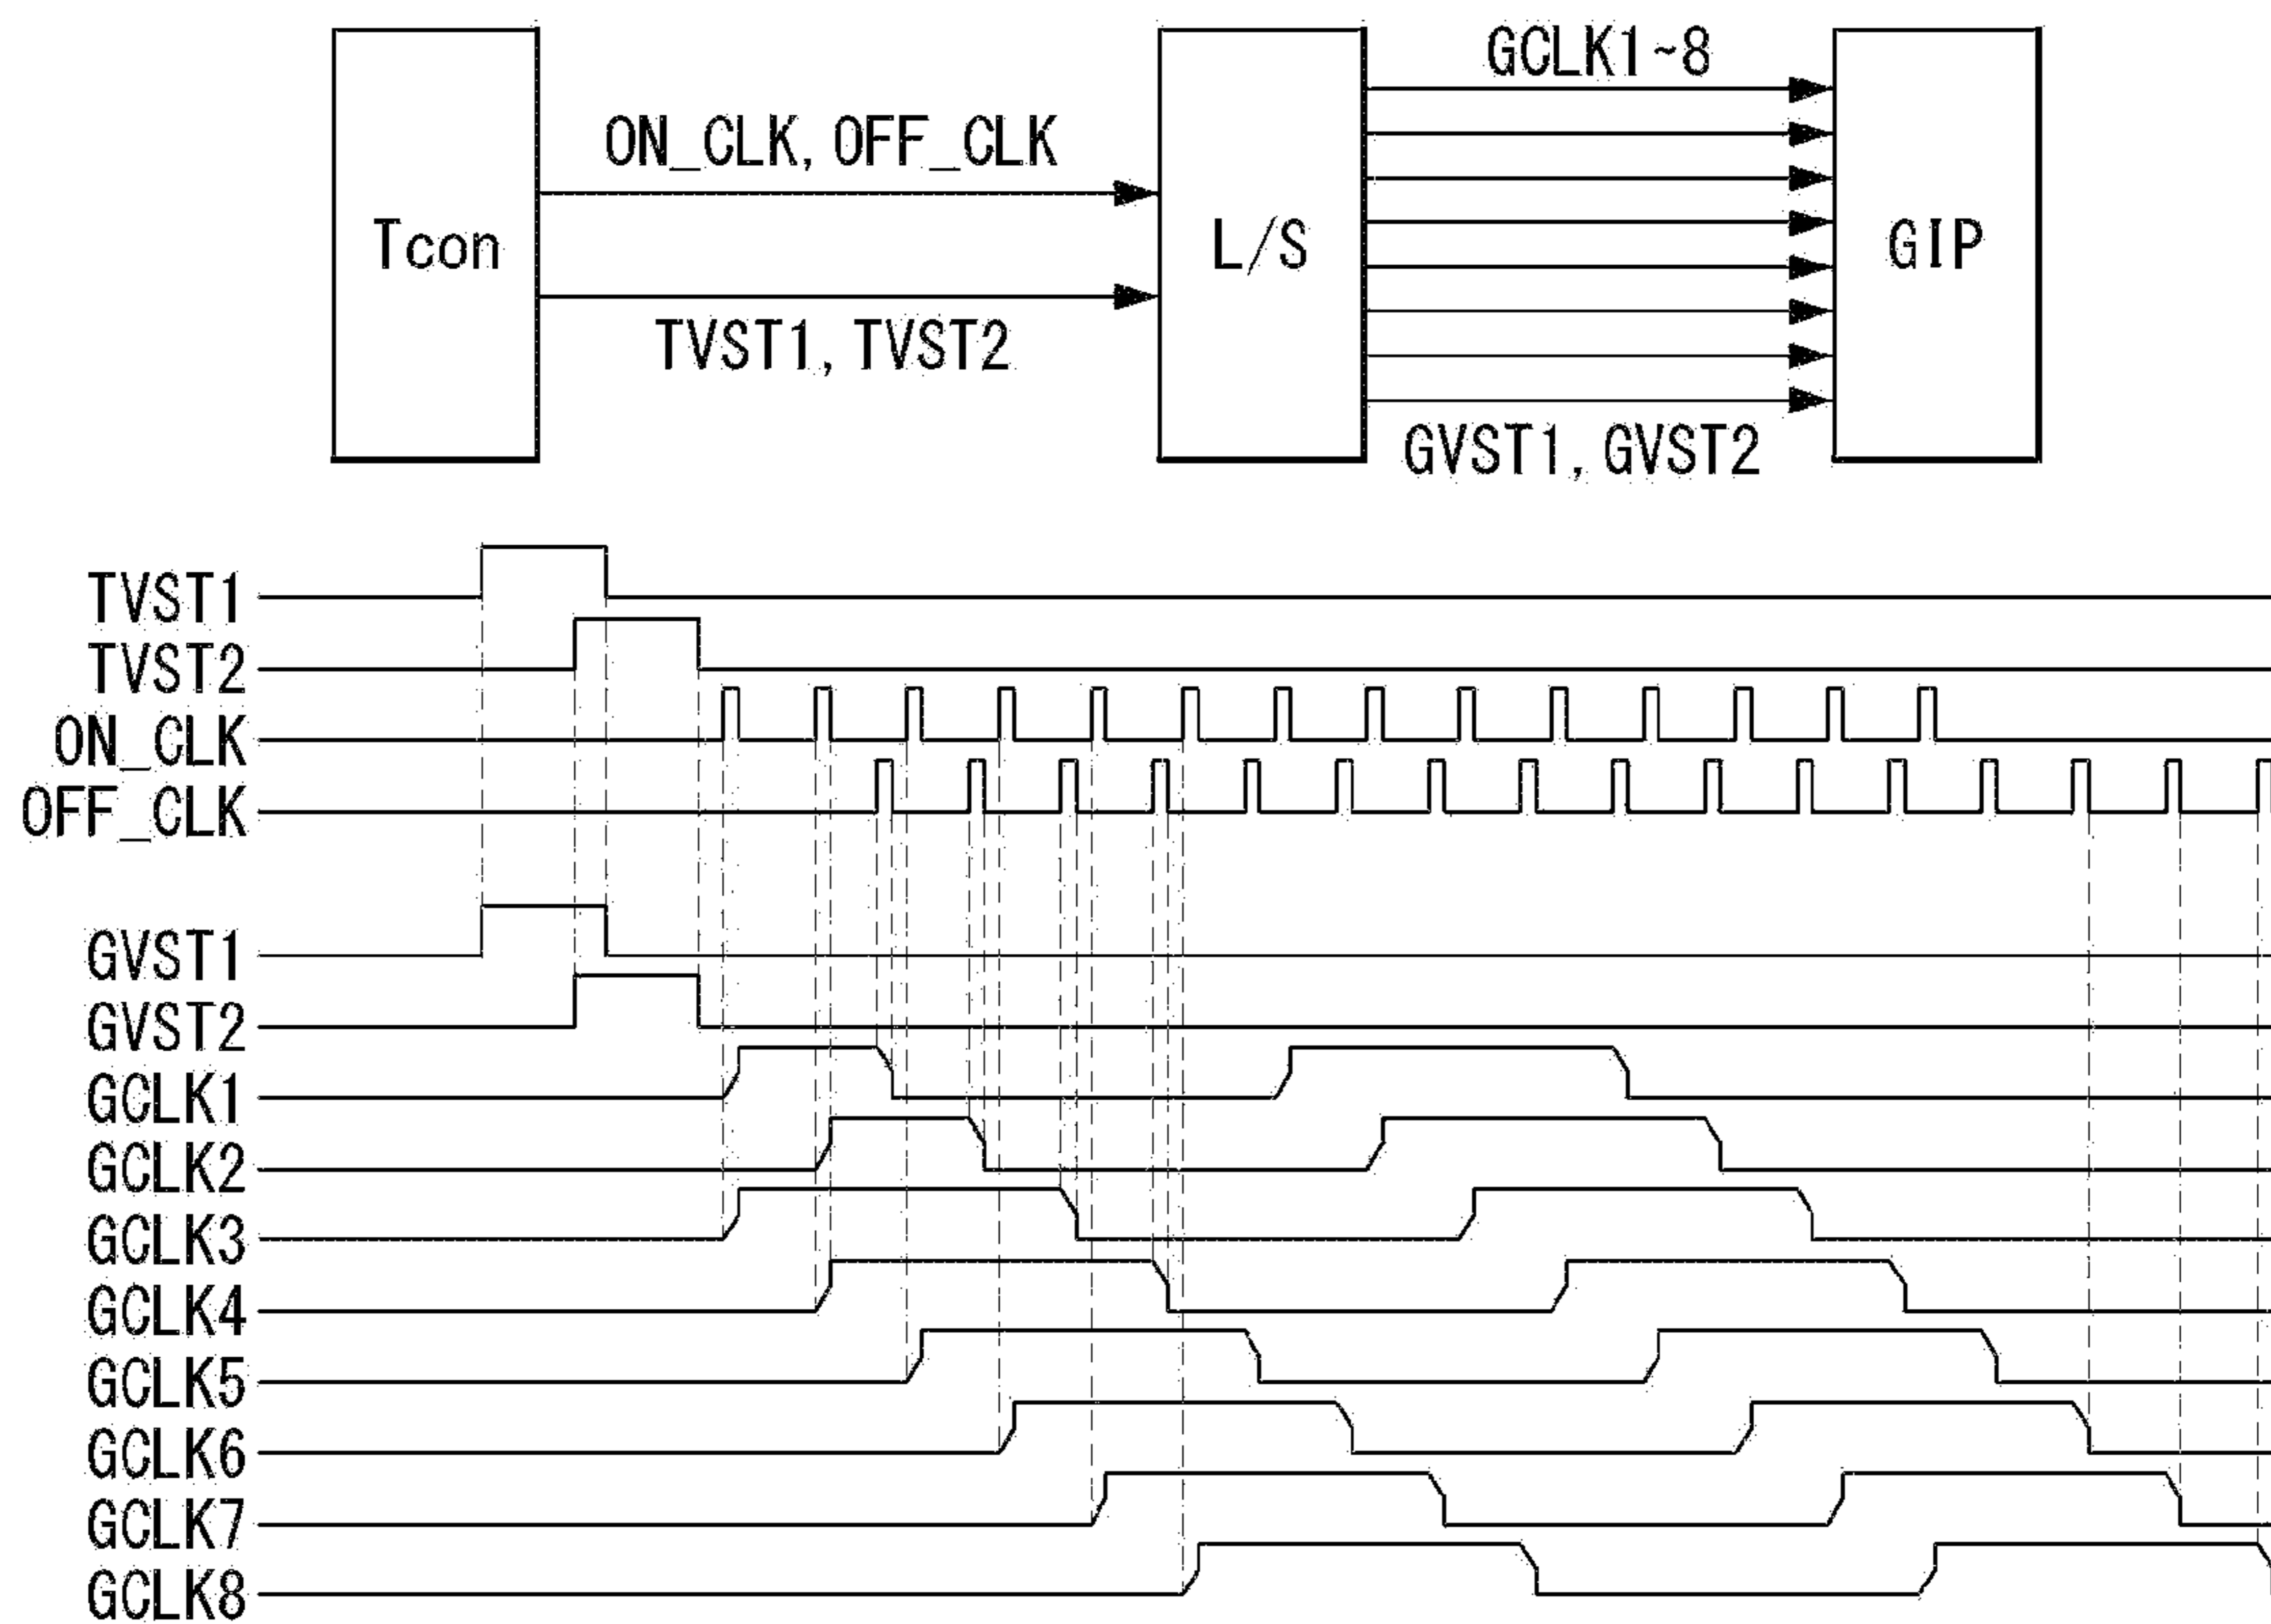 GCLK1~8
ON_CLK, OFF_CLK
Tcon
L/S
GIP
TVST1, TVST2
GVST1, GVST2
TVST1
TVST2
ON_CLK
OFF_CLK
GVST1
GVST2
GCLK1
GCLK2
GCLK3
GCLK4
GCLK5
GCLK6
GCLK7
GCLK8